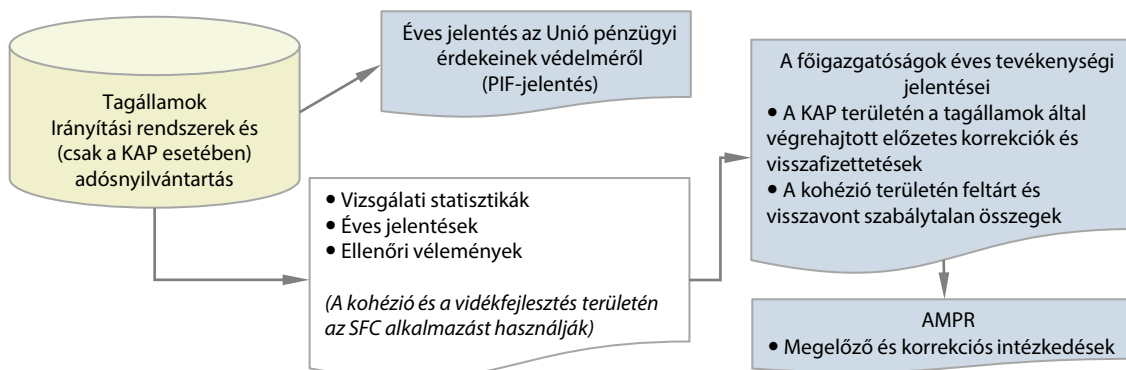 Tagállamok
Irányítási rendszerek és
(csak a KAP esetében)
adósnyilvántartás
Éves jelentés az Unió pénzügyi
érdekeinek védelméről
(PIF-jelentés)
• Vizsgálati statisztikák
• Éves jelentések
• Ellenőri vélemények
(A kohézió és a vidékfejlesztés területén
az SFC alkalmazást használják)
A főigazgatóságok éves tevékenységi
jelentései
• A KAP területén a tagállamok által
végrehajtott előzetes korrekciók és
visszafizettetések
• A kohézió területén feltárt és
visszavont szabálytalan összegek
AMPR
• Megelőző és korrekciós intézkedések